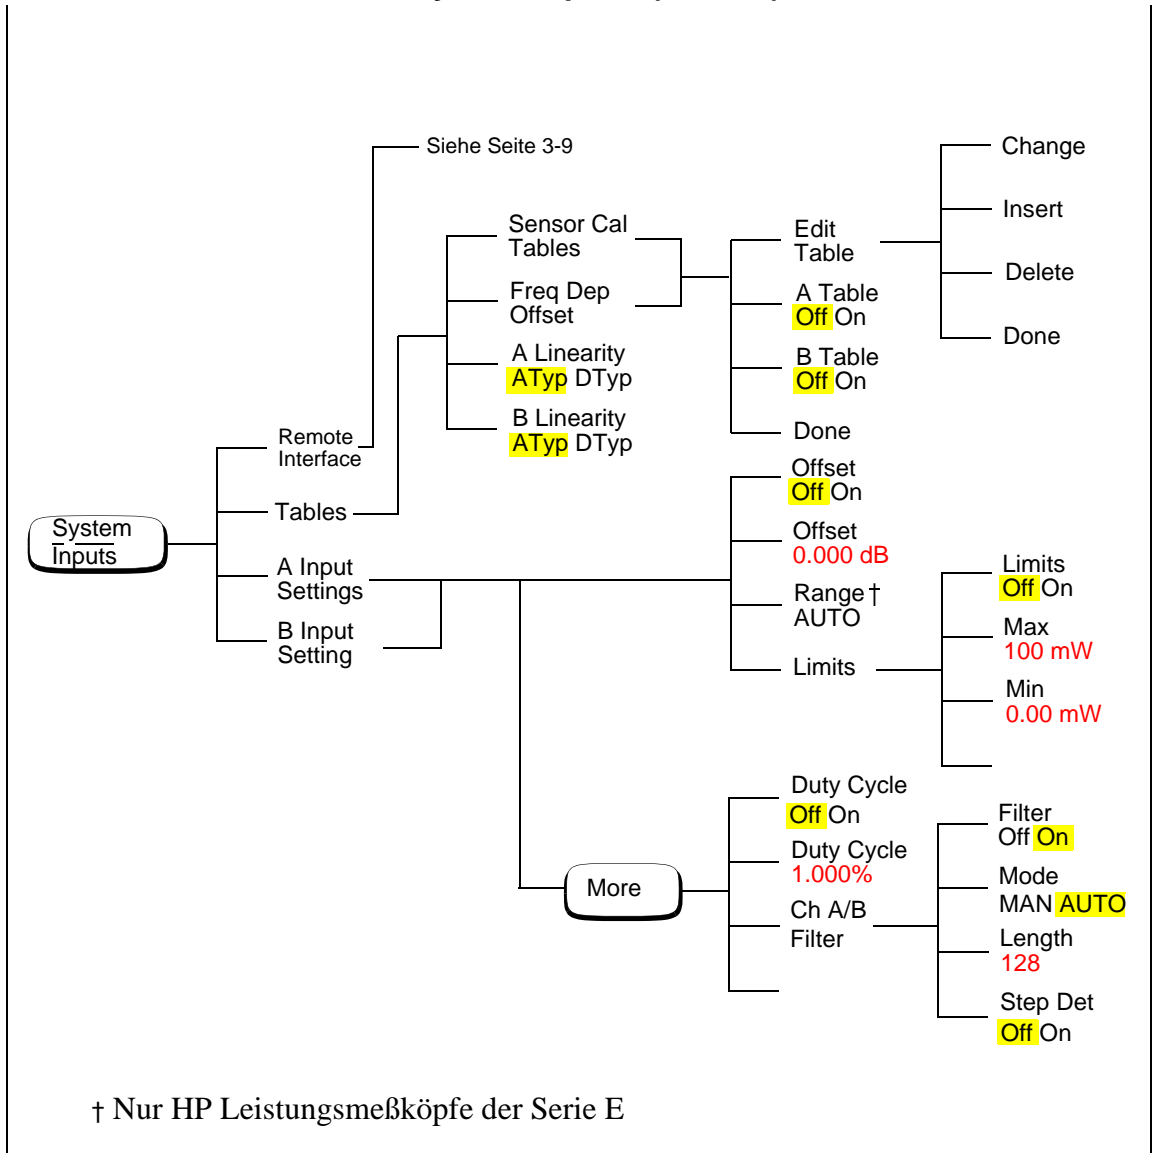 Siehe Seite 3-9
Change
Insert
Delete
Done
Sensor Cal
Tables
Freq Dep
Offset
A Linearity
ATyp DTyp
B Linearity
ATyp DTyp
Edit
Table
A Table
Off On
B Table
Off On
Done
Remote
Interface
Tables
System
Inputs
A Input
Settings
B Input
Setting
Offset
Off On
Offset
0.000 dB
Range †
AUTO
Limits
Limits
Off On
Max
100 mW
Min
0.00 mW
More
Duty Cycle
Off On
Duty Cycle
1.000%
Ch A/B
Filter
Filter
Off On
Mode
MAN AUTO
Length
128
Step Det
Off On
† Nur HP Leistungsmeßköpfe der Serie E